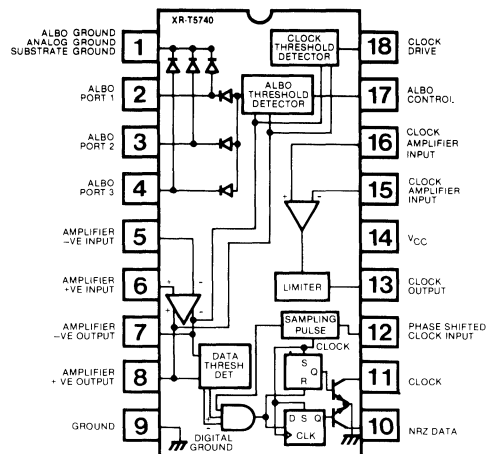 XR-T5740
ALBO GROUND
ANALOG GROUND
SUBSTRATE GROUND
1
ALBO
PORT 1
2
ALBO
PORT 2
3
ALBO
PORT 3
4
AMPLIFIER
–VE INPUT
5
AMPLIFIER
+VE INPUT
6
AMPLIFIER
–VE OUTPUT
7
AMPLIFIER
+ VE OUTPUT
8
GROUND
9
CLOCK
THRESHOLD
DETECTOR
ALBO
THRESHOLD
DETECTOR
+ -
LIMITER
+ -
+ -
SAMPLING
PULSE
CLOCK
DATA
THRESH
DET
+ -
DIGITAL
GROUND
S
Q
R
D S Q
CLK
18
CLOCK
DRIVE
17
ALBO
CONTROL
16
CLOCK
AMPLIFIER
INPUT
15
CLOCK
AMPLIFIER
INPUT
14
VCC
13
CLOCK
OUTPUT
12
PHASE SHIFTED
CLOCK INPUT
11
CLOCK
10
NRZ DATA